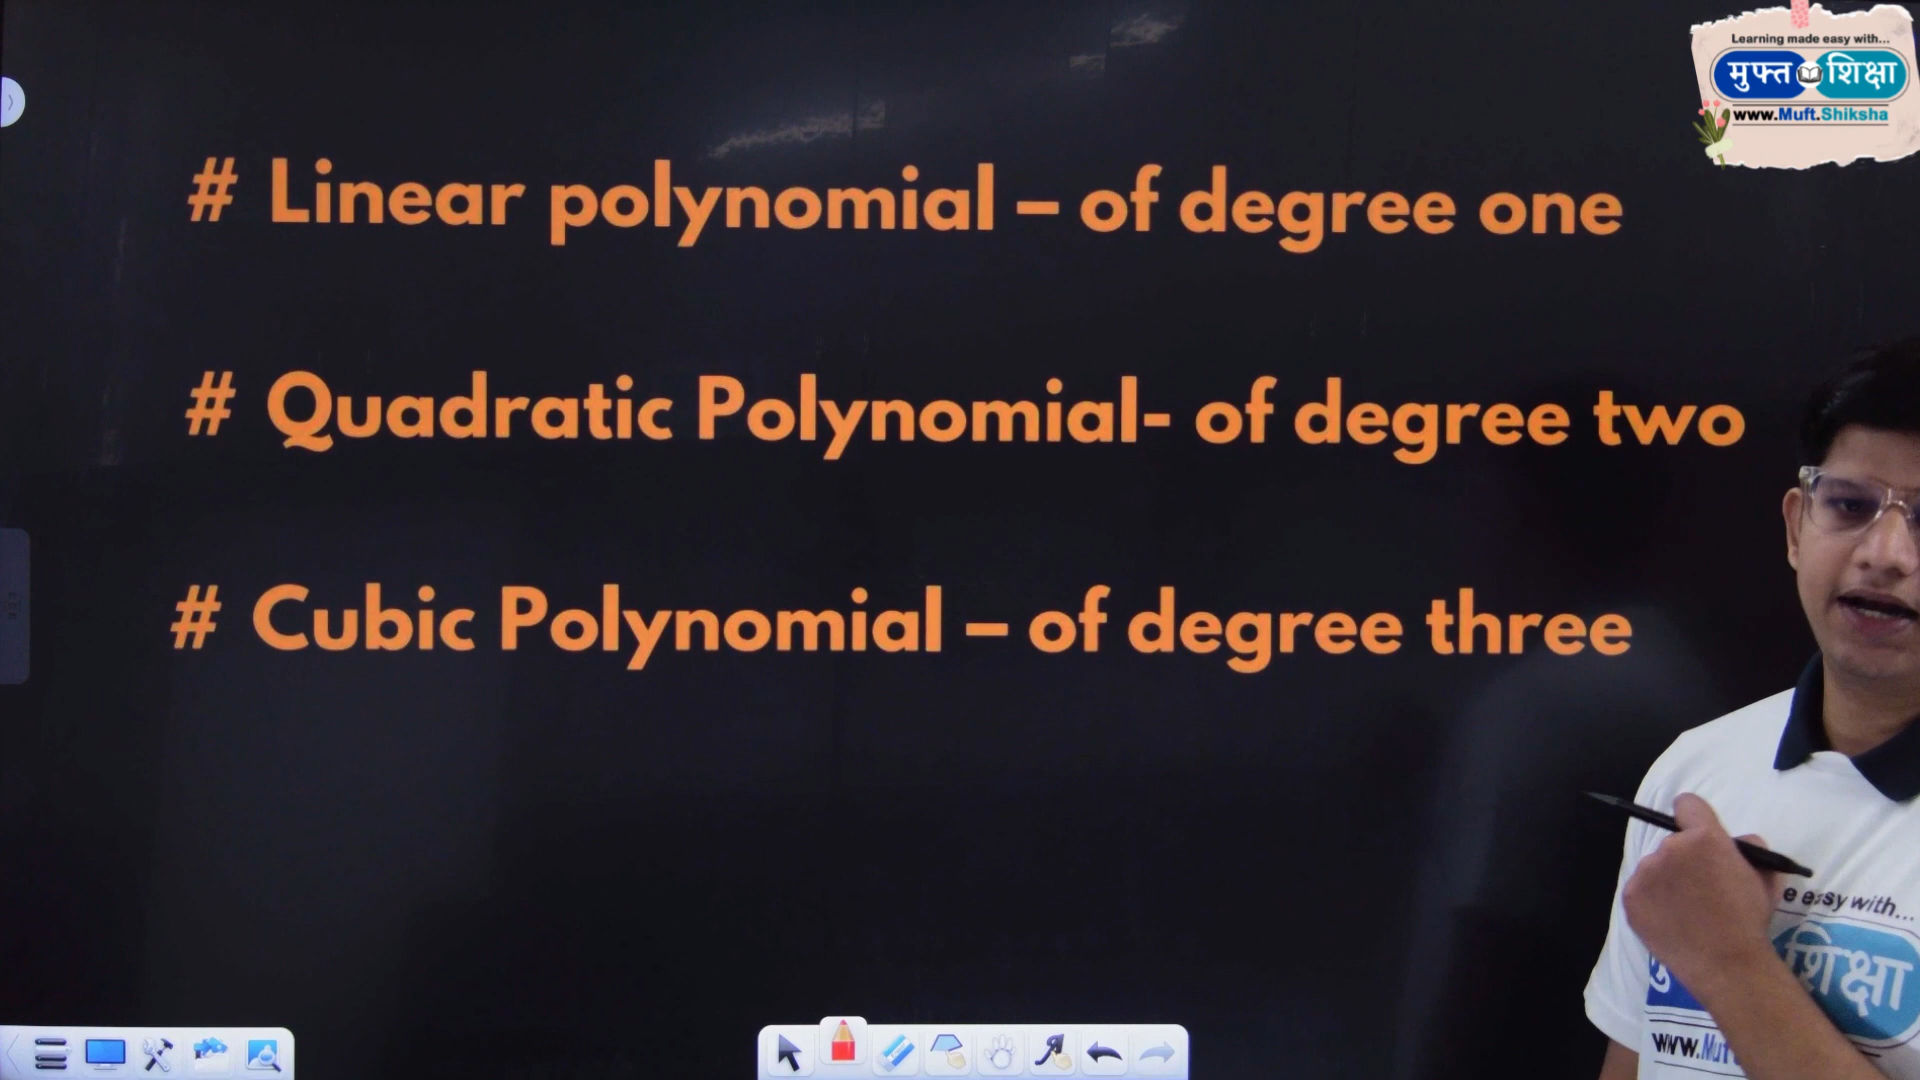 Learning made easy with...
मुफ्त शिक्षा
www.Muft.Shiksha
# Linear polynomial – of degree one
# Quadratic Polynomial- of degree two
# Cubic Polynomial – of degree three
easy with...
शिक्षा